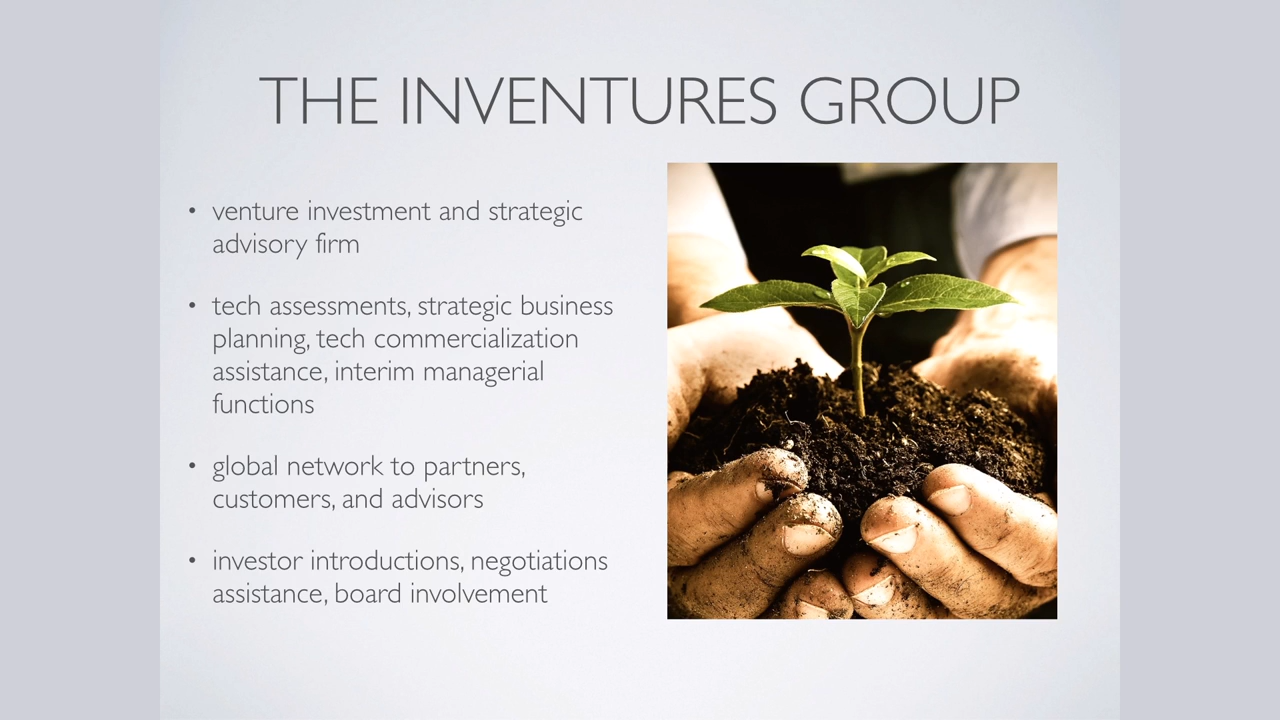 THE INVENTURES GROUP
• venture investment and strategic
advisory firm
• tech assessments, strategic business
planning, tech commercialization
assistance, interim managerial
functions
• global network to partners,
customers, and advisors
• investor introductions, negotiations
assistance, board involvement